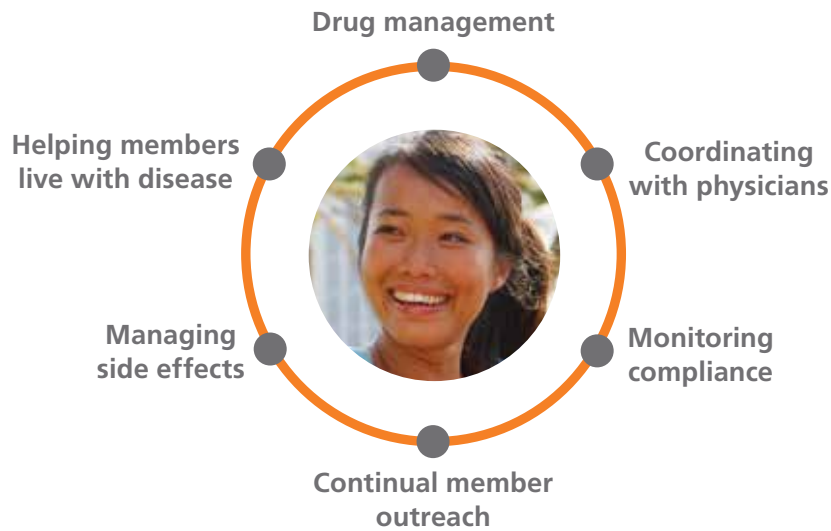 Drug management
Coordinating
with physicians
Monitoring
compliance
Continual member
outreach
Managing
side effects
Helping members
live with disease